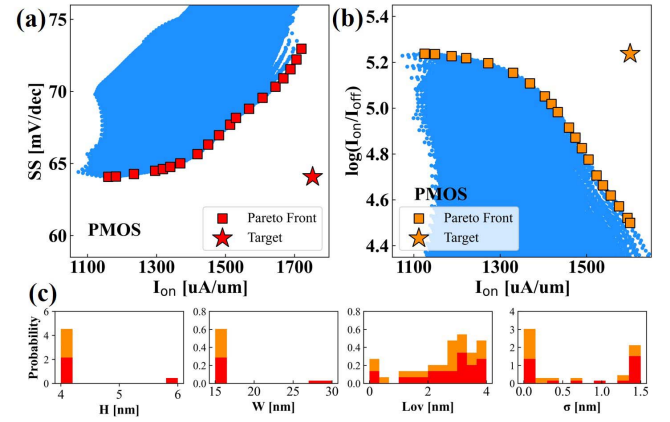 (a)
75
70
65
60
SS [mV/dec]
PMOS
Pareto Front
Target
1100 1300 1500 1700
Ion [uA/um]
(b)
5.4
5.2
5.0
4.8
4.6
4.4
log(Ion/Ioff)
PMOS
Pareto Front
Target
1100 1300 1500
Ion [uA/um]
(c)
Probability
6
4
2
0
4 5 6
H [nm]
0.8
0.6
0.4
0.2
0.0
15 20 25 30
W [nm]
0.8
0.6
0.4
0.2
0.0
0 2 4
Lov [nm]
4
3
2
1
0
0.0 0.5 1.0 1.5
σ [nm]